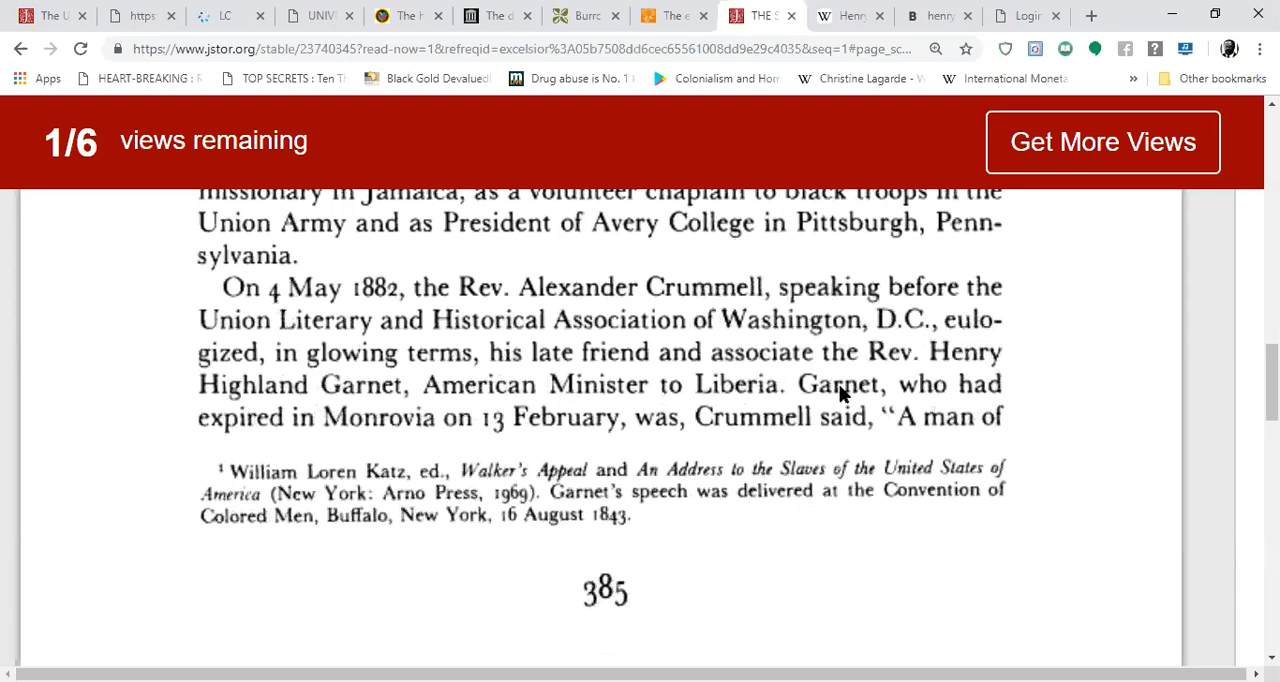 The U
https
LC
UNIV
The h
The d
Burrc
The e
THE S
Henry
henry
Login
https://www.jstor.org/stable/23740345?read-now=1&refreqid=excelsior%3A05b7508dd6cec65561008dd9e29c4035&seq=1#page_sc...
Apps
HEART-BREAKING : R
TOP SECRETS : Ten Th
Black Gold Devalued
Drug abuse is No. 1 k
Colonialism and Hom
Christine Lagarde - W
International Moneta
»
Other bookmarks
1/6 views remaining
Get More Views
missionary in Jamaica, as a volunteer chaplain to black troops in the
Union Army and as President of Avery College in Pittsburgh, Penn-
sylvania.
On 4 May 1882, the Rev. Alexander Crummell, speaking before the
Union Literary and Historical Association of Washington, D.C., eulo-
gized, in glowing terms, his late friend and associate the Rev. Henry
Highland Garnet, American Minister to Liberia. Garnet, who had
expired in Monrovia on 13 February, was, Crummell said, “A man of
¹ William Loren Katz, ed., Walker's Appeal and An Address to the Slaves of the United States of
America (New York: Arno Press, 1969). Garnet's speech was delivered at the Convention of
Colored Men, Buffalo, New York, 16 August 1843.
385